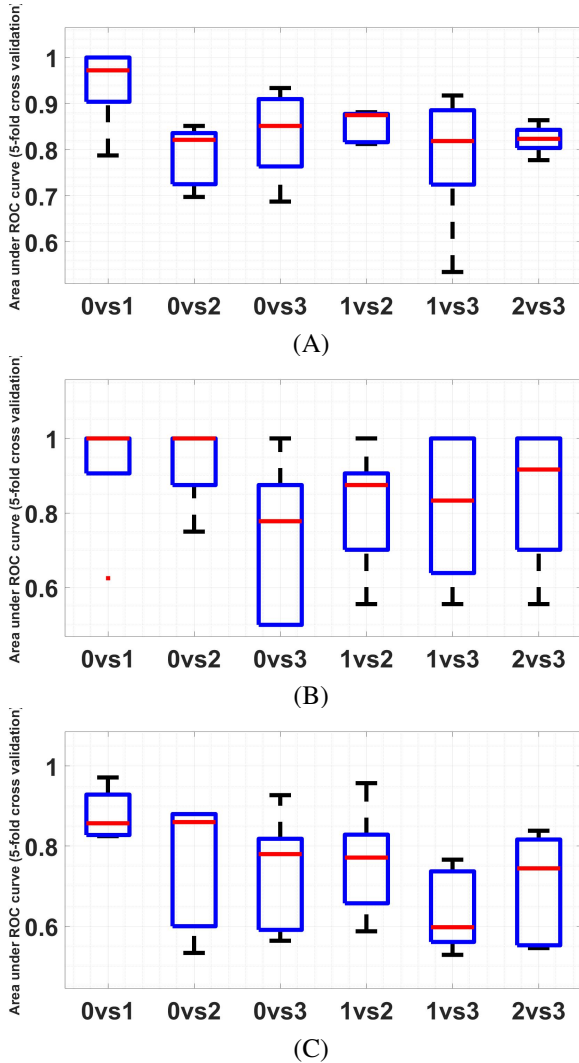 Area under ROC curve (5-fold cross validation)
1
0.9
0.8
0.7
0.6
0vs1 0vs2 0vs3 1vs2 1vs3 2vs3
(A)
Area under ROC curve (5-fold cross validation)
1
0.8
0.6
0vs1 0vs2 0vs3 1vs2 1vs3 2vs3
(B)
Area under ROC curve (5-fold cross validation)
1
0.8
0.6
0vs1 0vs2 0vs3 1vs2 1vs3 2vs3
(C)